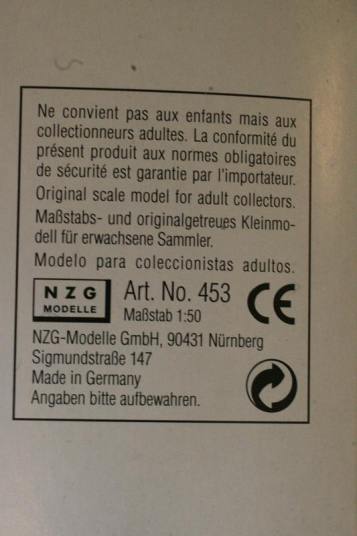 Ne convient pas aux enfants mais aux
collectionneurs adultes. La conformité du
présent produit aux normes obligatoires
de sécurité est garantie par l'importateur.
Original scale model for adult collectors.
Maßstabs- und originalgetreues Kleinmo-
dell für erwachsene Sammler.
Modelo para coleccionistas adultos.
NZG
MODELLE
Art. No. 453
Maßstab 1:50
CE
NZG-Modelle GmbH, 90431 Nürnberg
Sigmundstraße 147
Made in Germany
Angaben bitte aufbewahren.